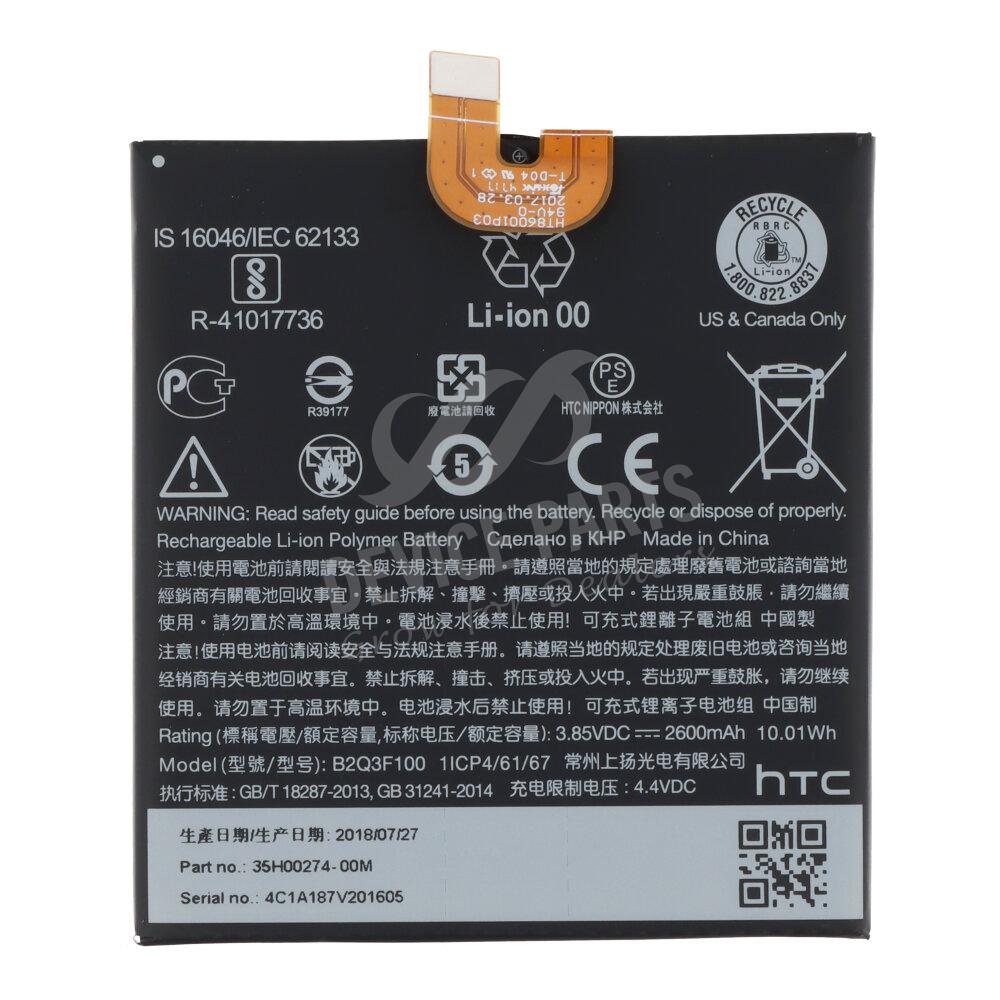 T-D04 1
FOXLINK 4717
2017.03.28
94V-0
HT86001P03
IS 16046/IEC 62133
R-41017736
Li-ion 00
RECYCLE
RBRC
Li-ion
TM
1.800.822.8837
US & Canada Only
PCT
R39177
廢電池請回收
PS
E
HTC NIPPON 株式会社
5
CE
WARNING: Read safety guide before using the battery. Recycle or dispose of properly.
Rechargeable Li-ion Polymer Battery Сделано в КНР Made in China
注意!使用電池前請閱讀安全與法規注意手冊。請遵照當地的規定處理廢舊電池或諮詢當地
經銷商有關電池回收事宜。禁止拆解、撞擊、擠壓或投入火中。若出現嚴重鼓脹，請勿繼續
使用。請勿置於高溫環境中。電池浸水後禁止使用! 可充式鋰離子電池組 中國製
注意!使用电池前请阅读安全与法规注意手册。请遵照当地的规定处理废旧电池或咨询当地
经销商有关电池回收事宜。禁止拆解、撞击、挤压或投入火中。若出现严重鼓胀，请勿继续
使用。请勿置于高温环境中。电池浸水后禁止使用! 可充式锂离子电池组 中国制
Rating (標稱電壓/額定容量,标称电压/额定容量): 3.85VDC 2600mAh 10.01Wh
Model (型號/型号): B2Q3F100 1ICP4/61/67 常州上扬光电有限公司
执行标准: GB/T 18287-2013, GB 31241-2014 充电限制电压: 4.4VDC
hTC
生產日期/生产日期: 2018/07/27
Part no.: 35H00274-00M
Serial no.: 4C1A187V201605
DEVICE PARTS
Grow for Dealers